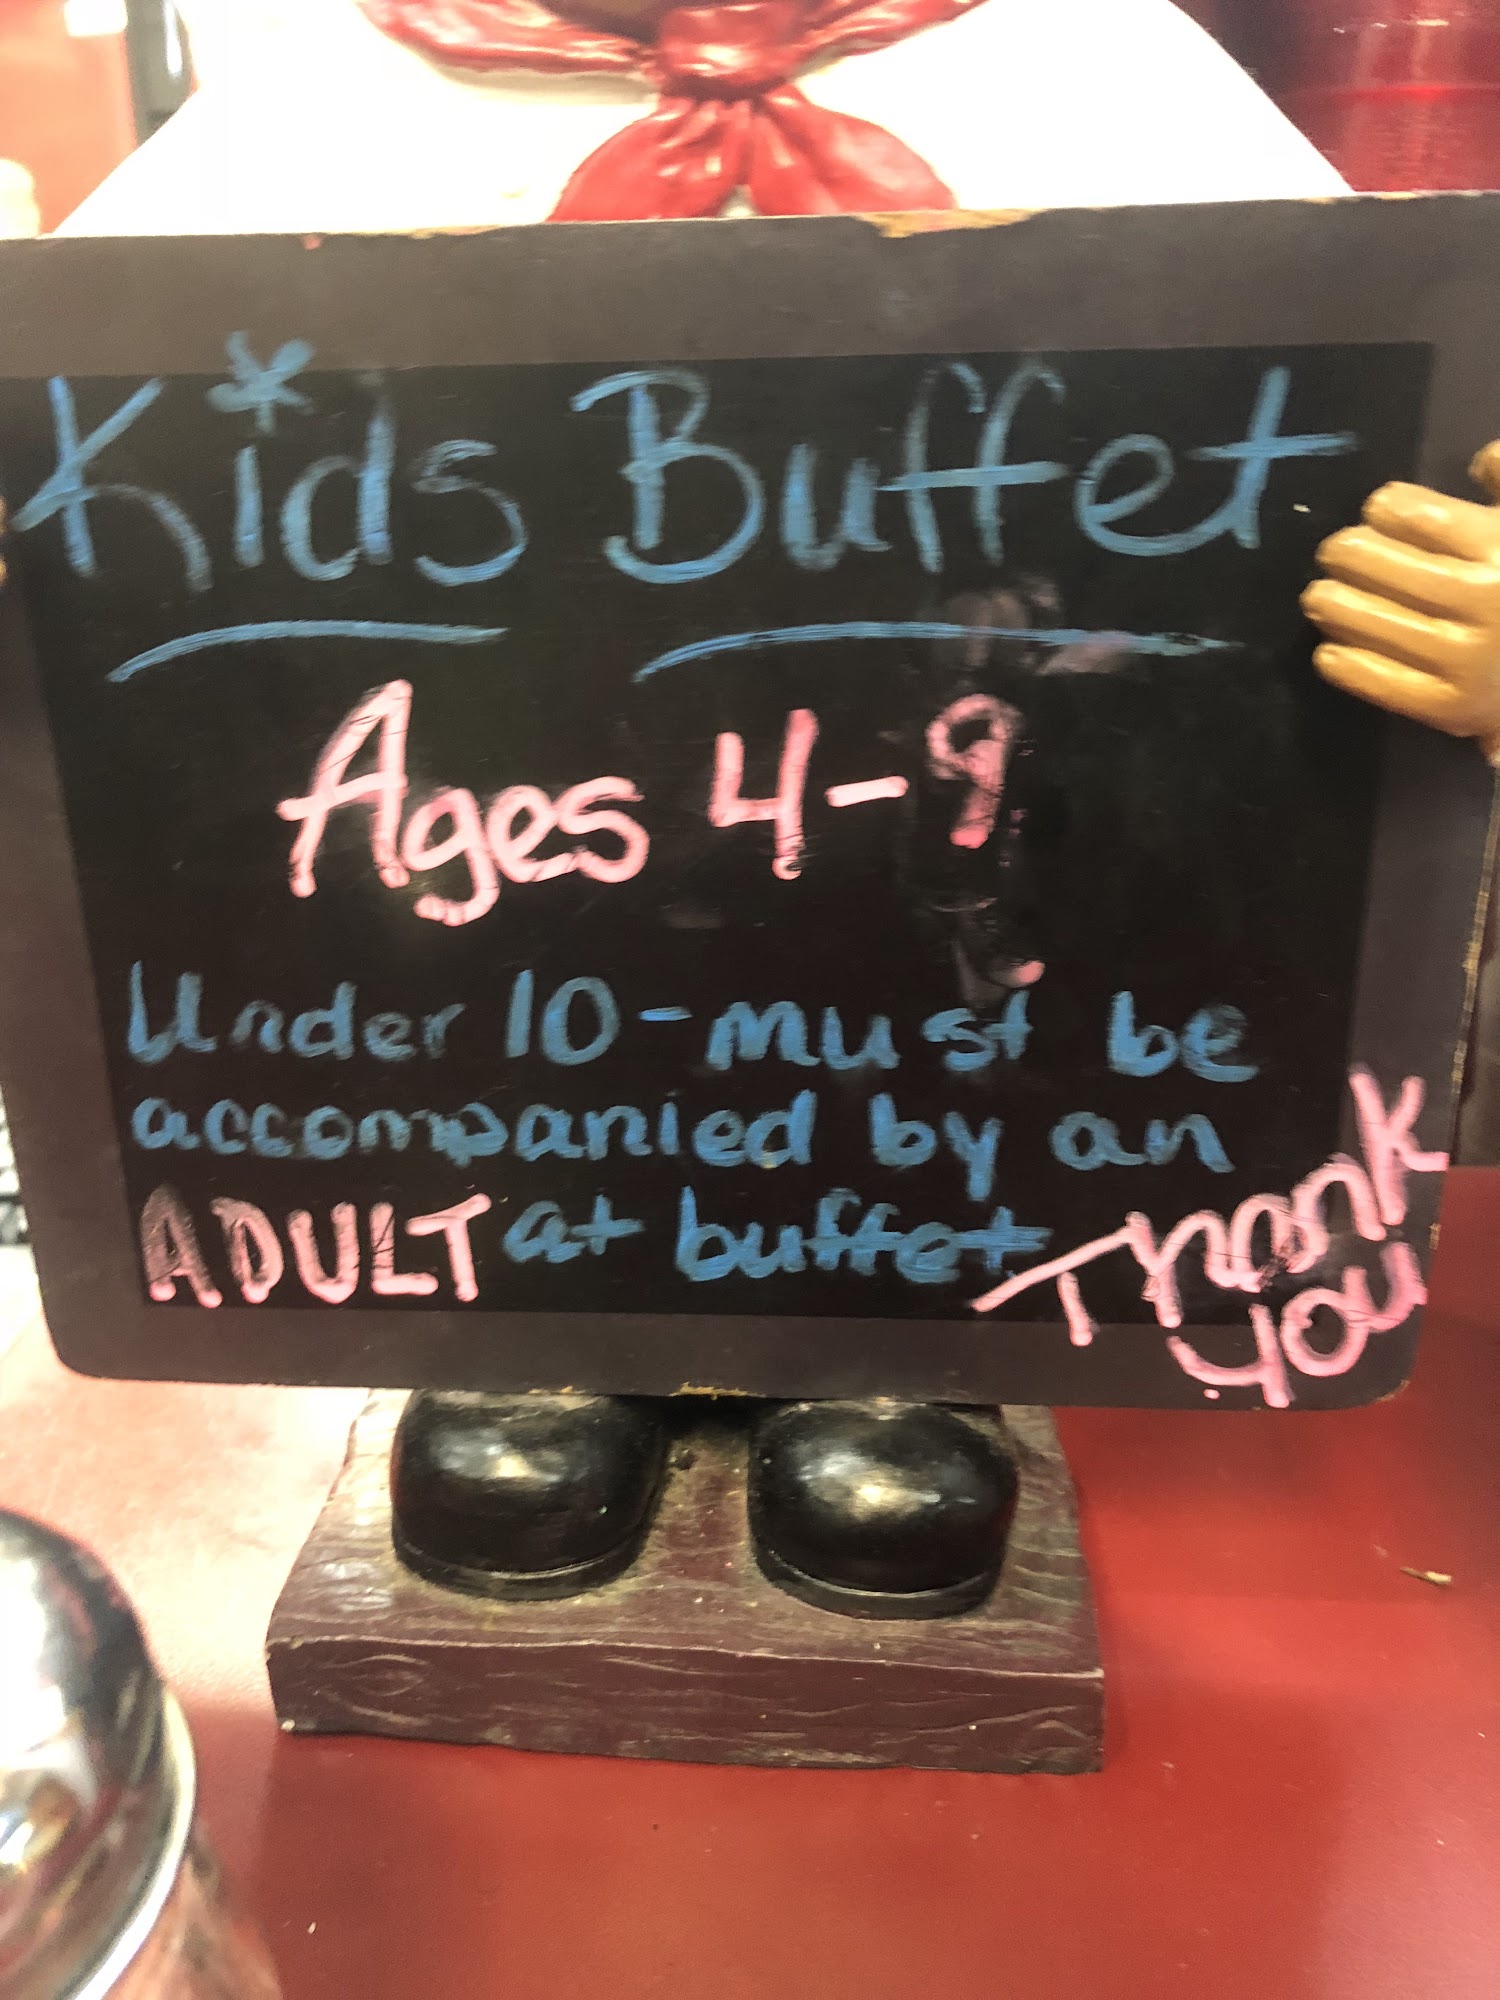 Kids Buffet
Ages 4-9
Under 10-must be
accompanied by an
ADULT at buffet
Thank
you